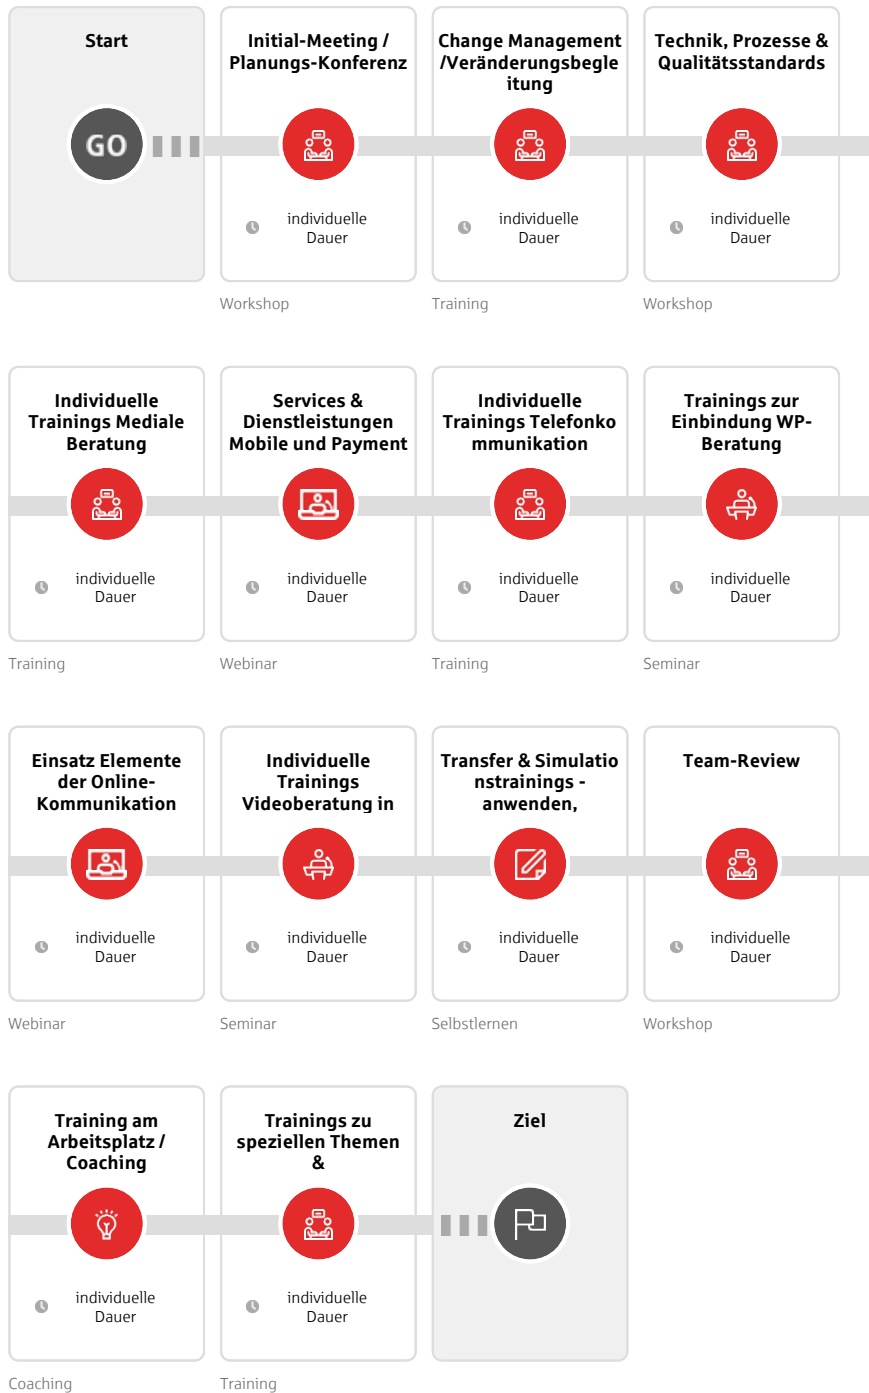 Start
GO
Initial-Meeting /
Planungs-Konferenz
individuelle
Dauer
Workshop
Change Management
/Veränderungsbegle
itung
individuelle
Dauer
Training
Technik, Prozesse &
Qualitätsstandards
individuelle
Dauer
Workshop
Individuelle
Trainings Mediale
Beratung
individuelle
Dauer
Training
Services &
Dienstleistungen
Mobile und Payment
individuelle
Dauer
Webinar
Individuelle
Trainings Telefonko
mmunikation
individuelle
Dauer
Training
Trainings zur
Einbindung WP-
Beratung
individuelle
Dauer
Seminar
Einsatz Elemente
der Online-
Kommunikation
individuelle
Dauer
Webinar
Individuelle
Trainings
Videoberatung in
individuelle
Dauer
Seminar
Transfer & Simulatio
nstrainings -
anwenden,
individuelle
Dauer
Selbstlernen
Team-Review
individuelle
Dauer
Workshop
Training am
Arbeitsplatz /
Coaching
individuelle
Dauer
Coaching
Trainings zu
speziellen Themen
&
individuelle
Dauer
Training
Ziel